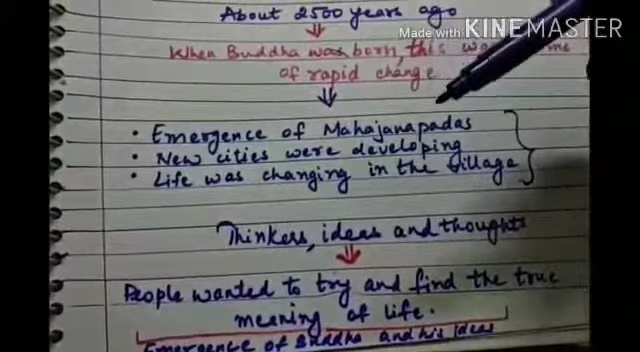 About 2500 years ago
Made with KINEMASTER
When Buddha was born, this
of rapid change
• Emergence of Mahajanapadas
• New cities were developing
• Life was changing in the village
Thinkers, ideas and thoughts
People wanted to try and find the true
meaning of life.
Emergence of Buddha and his ideas